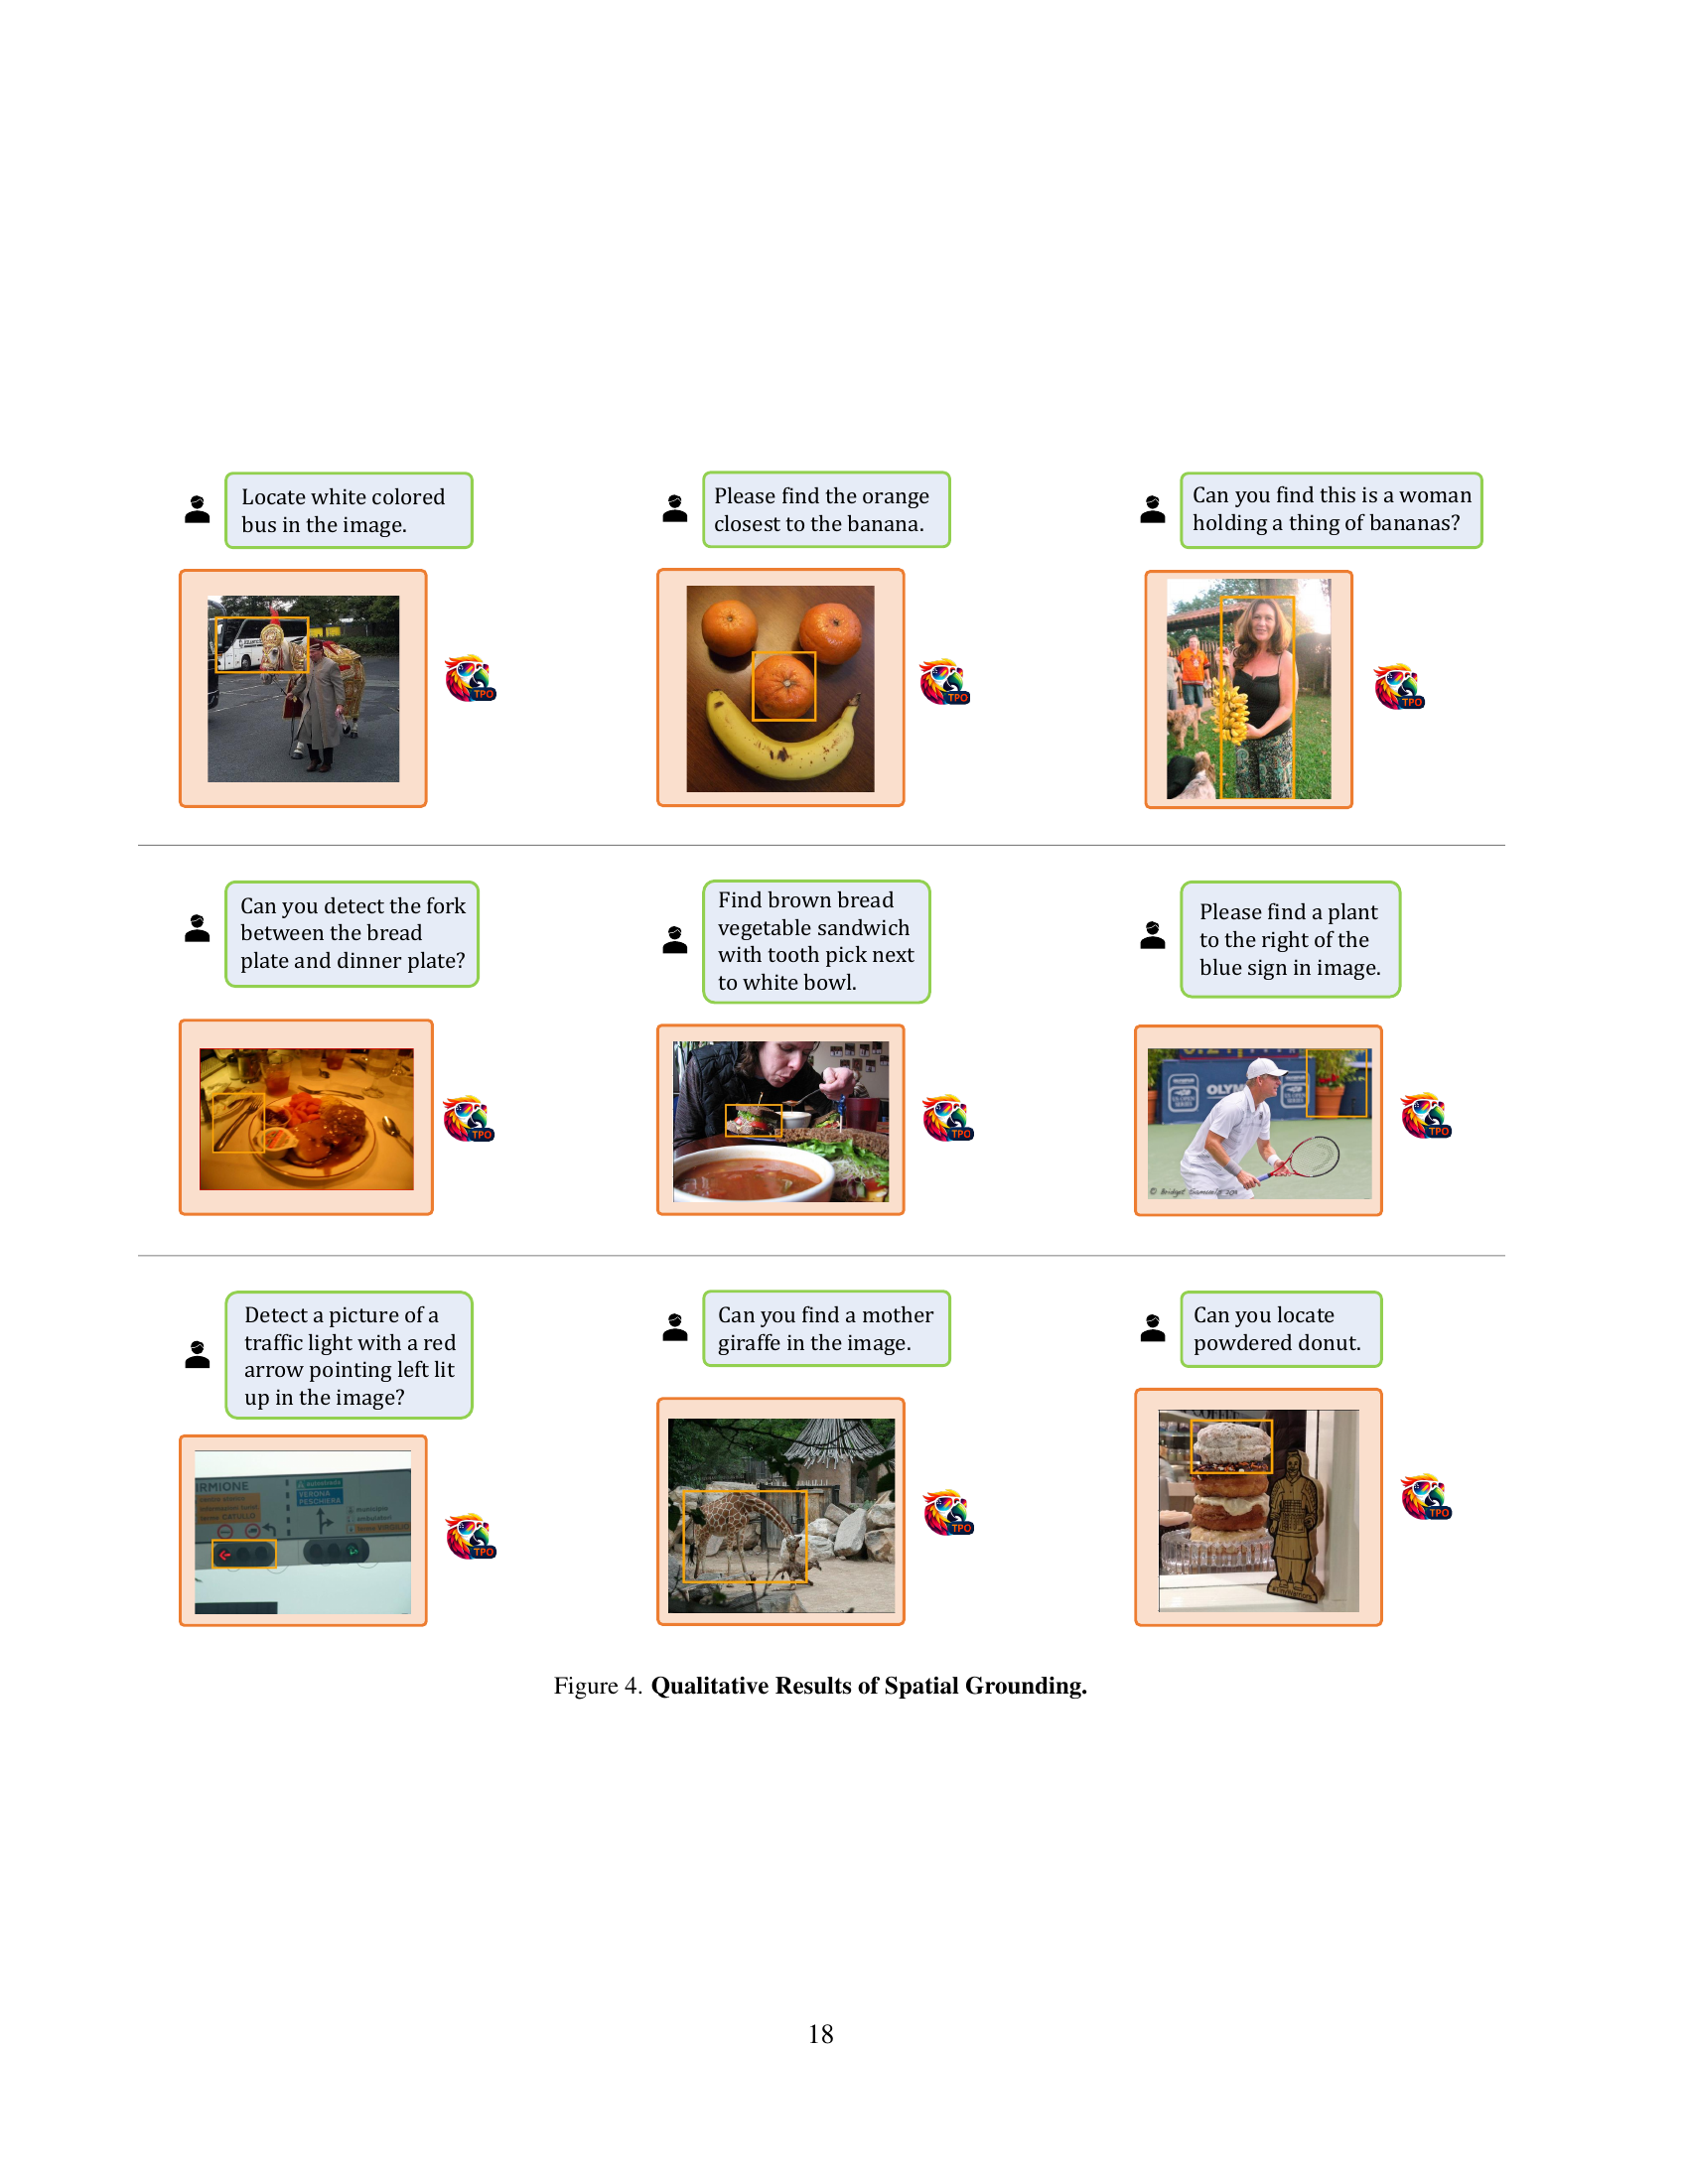 Locate white colored
bus in the image.
Please find the orange
closest to the banana.
Can you find this is a woman
holding a thing of bananas?
TPO
TPO
TPO
Can you detect the fork
between the bread
plate and dinner plate?
Find brown bread
vegetable sandwich
with tooth pick next
to white bowl.
Please find a plant
to the right of the
blue sign in image.
OLYM
TPO
TPO
TPO
Detect a picture of a
traffic light with a red
arrow pointing left lit
up in the image?
Can you find a mother
giraffe in the image.
Can you locate
powdered donut.
IRMIONE
VERONA
PESCHIERA
CATULLO
TPO
TPO
TPO
Figure 4. Qualitative Results of Spatial Grounding.
18